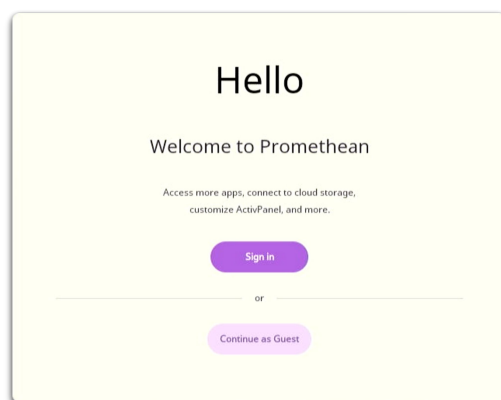 Hello
Welcome to Promethean
Access more apps, connect to cloud storage,
customize ActivPanel, and more.
Sign in
or
Continue as Guest